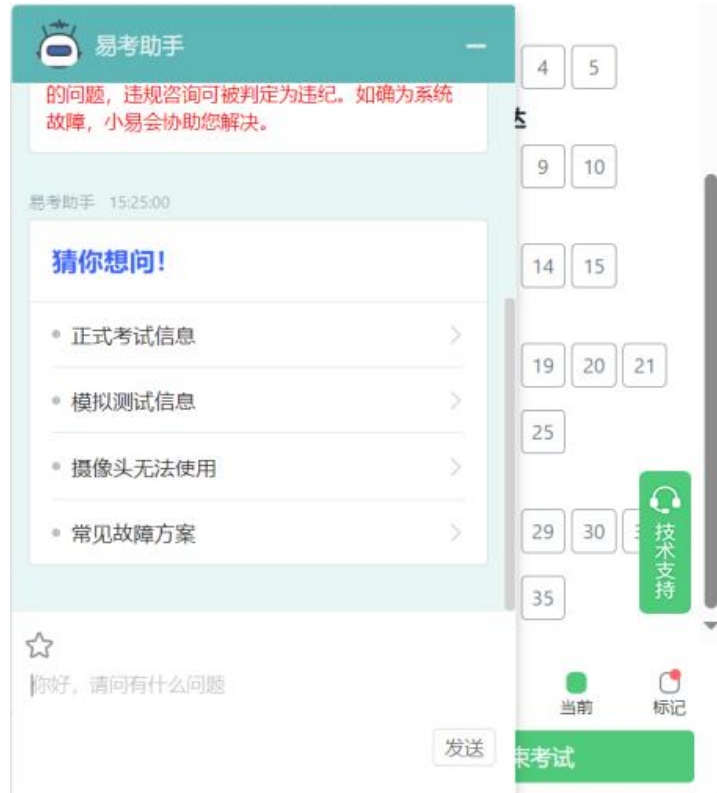 易考助手
的问题，违规咨询可被判定为违纪。如确为系统
故障，小易会协助您解决。
易考助手 15:25:00
猜你想问！
正式考试信息
模拟测试信息
摄像头无法使用
常见故障方案
你好，请问有什么问题
发送
4 5
达
9 10
14 15
19 20 21
25
29 30
35
技术支持
当前 标记
束考试